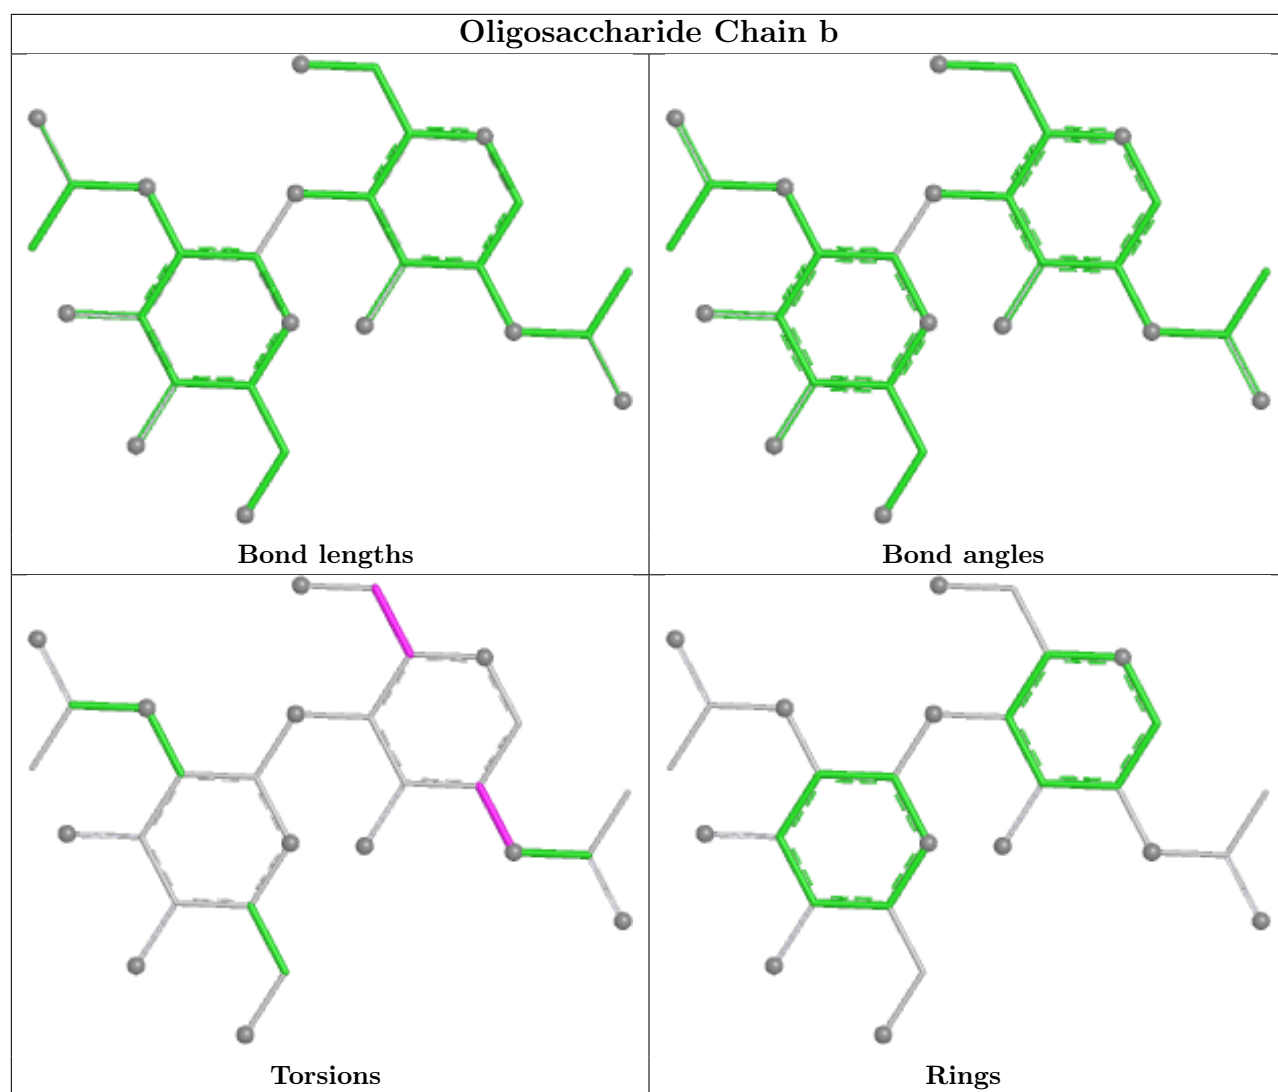 Oligosaccharide Chain b
Bond lengths
Bond angles
Torsions
Rings